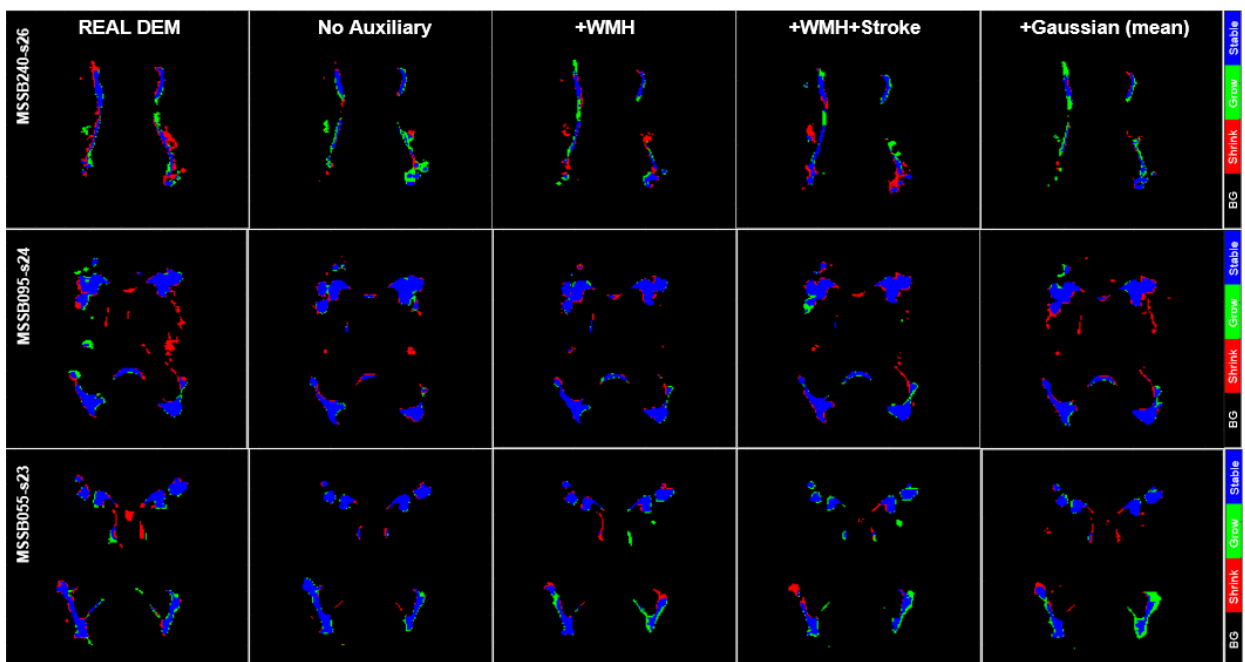 REAL DEM
No Auxiliary
+WMH
+WMH+Stroke
+Gaussian (mean)
MSSB240-s26
Stable
Grow
Shrink
BG
MSSB095-s24
Stable
Grow
Shrink
BG
MSSB055-s23
Stable
Grow
Shrink
BG